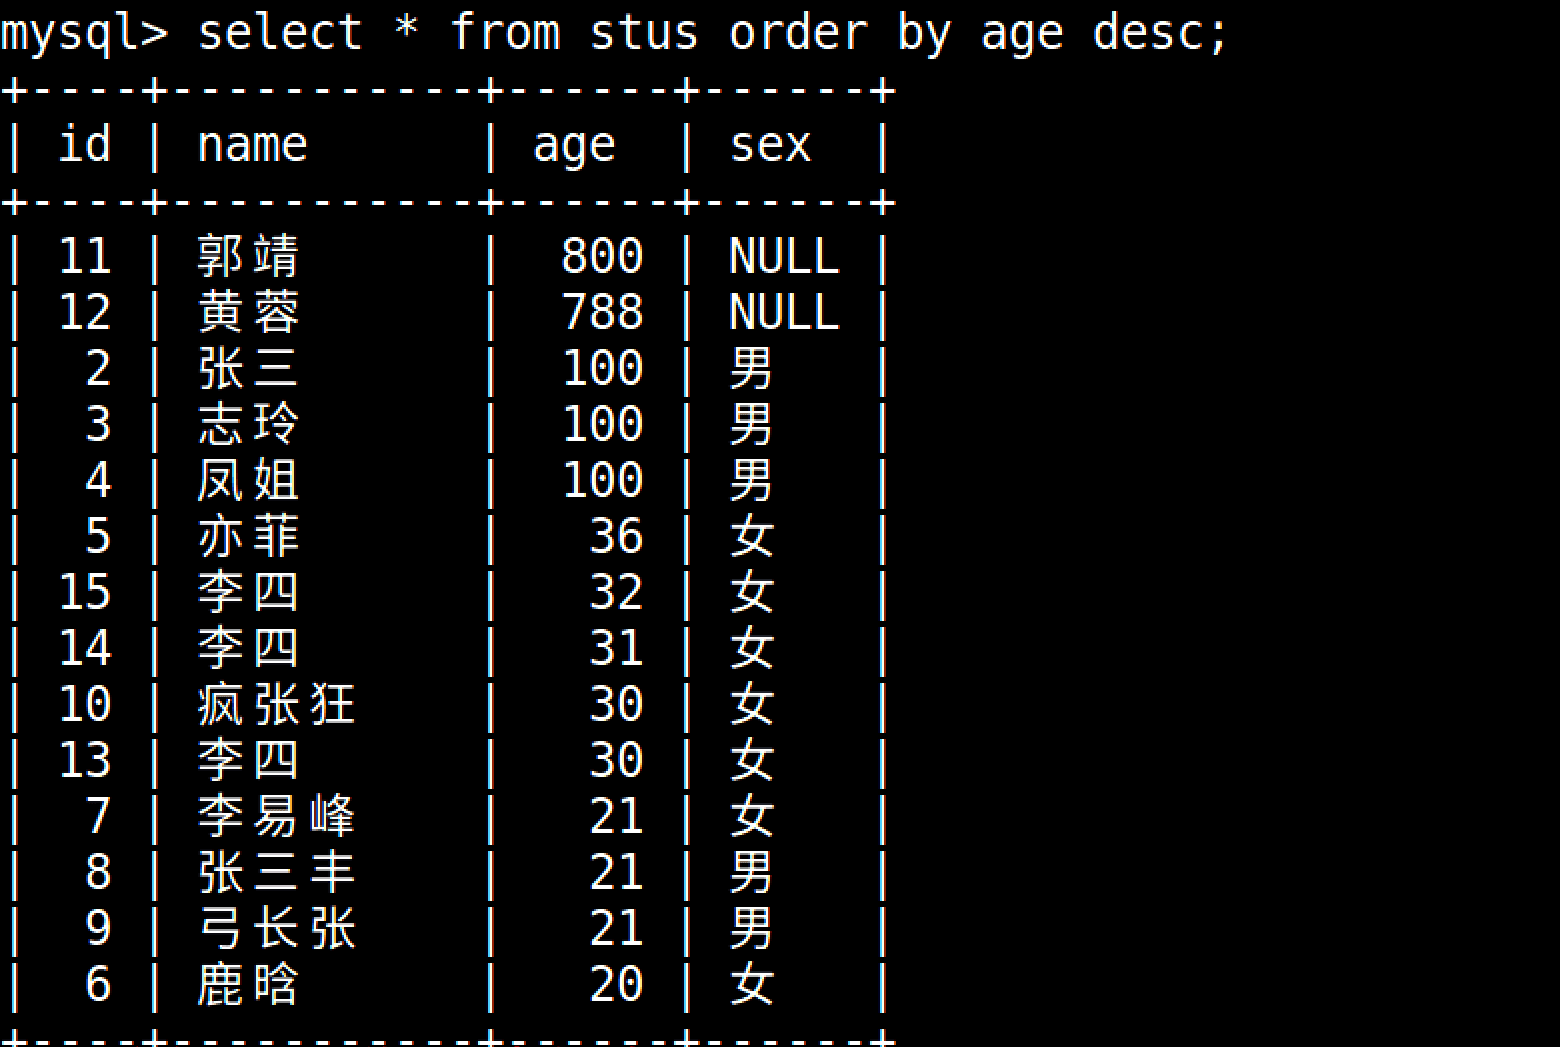 mysql> select * from stus order by age desc;
+----+-----------+------+------+
| id | name      | age  | sex  |
+----+-----------+------+------+
| 11 | 郭靖      |  800 | NULL |
| 12 | 黄蓉      |  788 | NULL |
|  2 | 张三      |  100 | 男   |
|  3 | 志玲      |  100 | 男   |
|  4 | 凤姐      |  100 | 男   |
|  5 | 亦菲      |   36 | 女   |
| 15 | 李四      |   32 | 女   |
| 14 | 李四      |   31 | 女   |
| 10 | 疯张狂    |   30 | 女   |
| 13 | 李四      |   30 | 女   |
|  7 | 李易峰    |   21 | 女   |
|  8 | 张三丰    |   21 | 男   |
|  9 | 弓长张    |   21 | 男   |
|  6 | 鹿晗      |   20 | 女   |
+----+-----------+------+------+